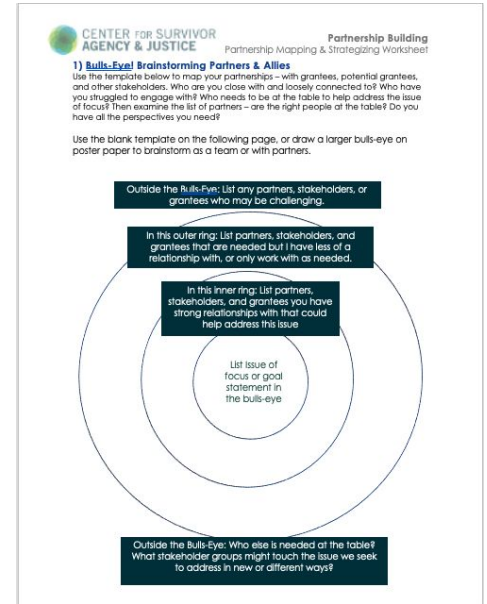 CENTER FOR SURVIVOR
AGENCY & JUSTICE
Partnership Building
Partnership Mapping & Strategizing Worksheet
1) Bulls-Eye! Brainstorming Partners & Allies
Use the template below to map your partnerships – with grantees, potential grantees,
and other stakeholders. Who are you close with and loosely connected to? Who have
you struggled to engage with? Who needs to be at the table to help address the issue
of focus? Then examine the list of partners – are the right people at the table? Do you
have all the perspectives you need?
Use the blank template on the following page, or draw a larger bulls-eye on
poster paper to brainstorm as a team or with partners.
Outside the Bulls-Eye: List any partners, stakeholders, or
grantees who may be challenging.
In this outer ring: List partners, stakeholders, and
grantees that are needed but I have less of a
relationship with, or only work with as needed.
In this inner ring: List partners,
stakeholders, and grantees you have
strong relationships with that could
help address this issue
List Issue of
focus or goal
statement in
the bulls-eye
Outside the Bulls-Eye: Who else is needed at the table?
What stakeholder groups might touch the issue we seek
to address in new or different ways?